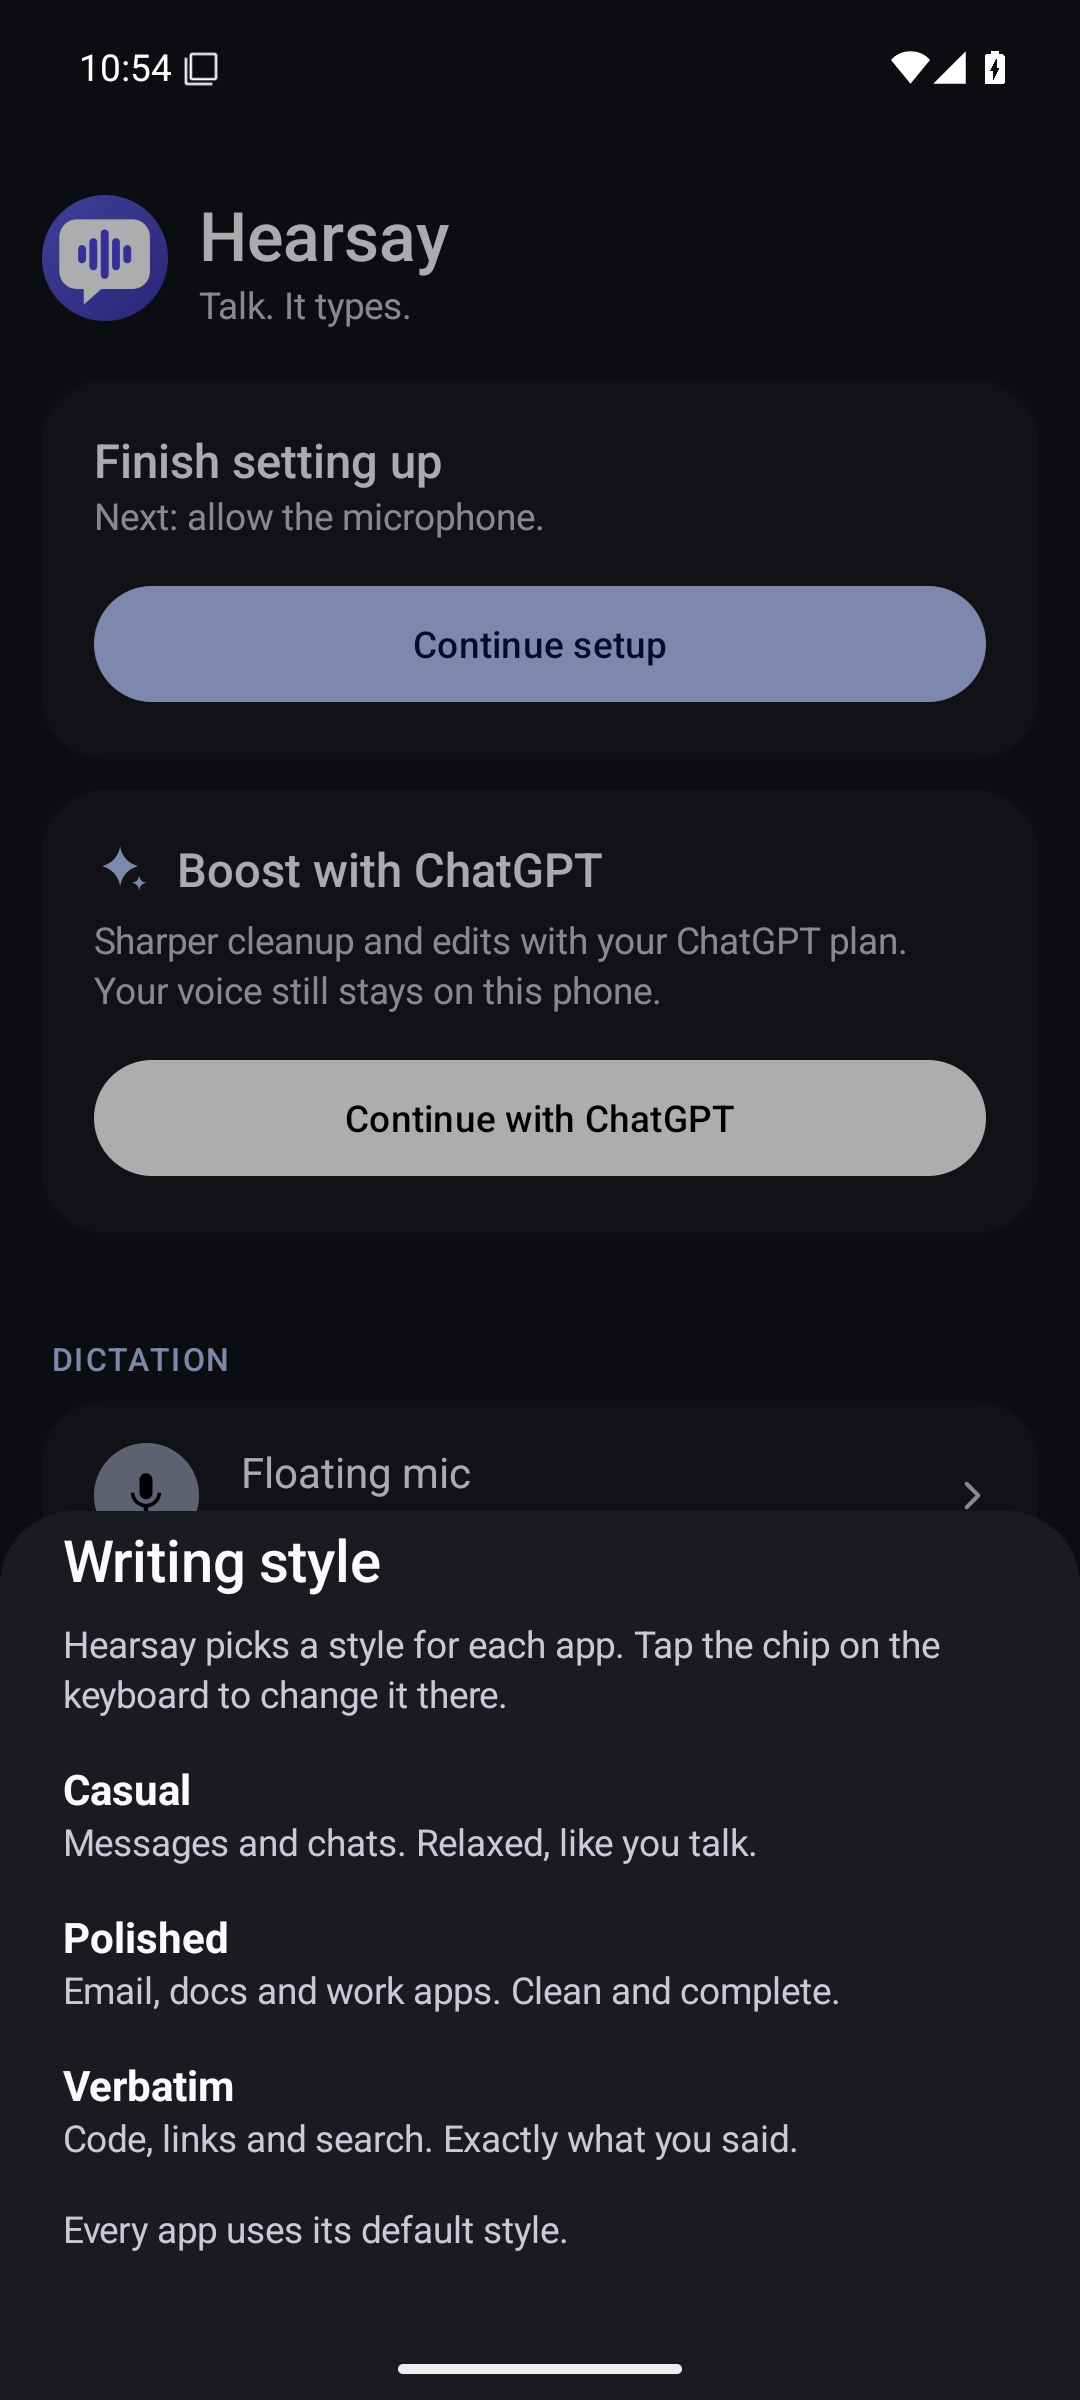 10:54
Hearsay
Talk. It types.
Finish setting up
Next: allow the microphone.
Continue setup
Boost with ChatGPT
Sharper cleanup and edits with your ChatGPT plan.
Your voice still stays on this phone.
Continue with ChatGPT
DICTATION
Floating mic
Writing style
Hearsay picks a style for each app. Tap the chip on the
keyboard to change it there.
Casual
Messages and chats. Relaxed, like you talk.
Polished
Email, docs and work apps. Clean and complete.
Verbatim
Code, links and search. Exactly what you said.
Every app uses its default style.